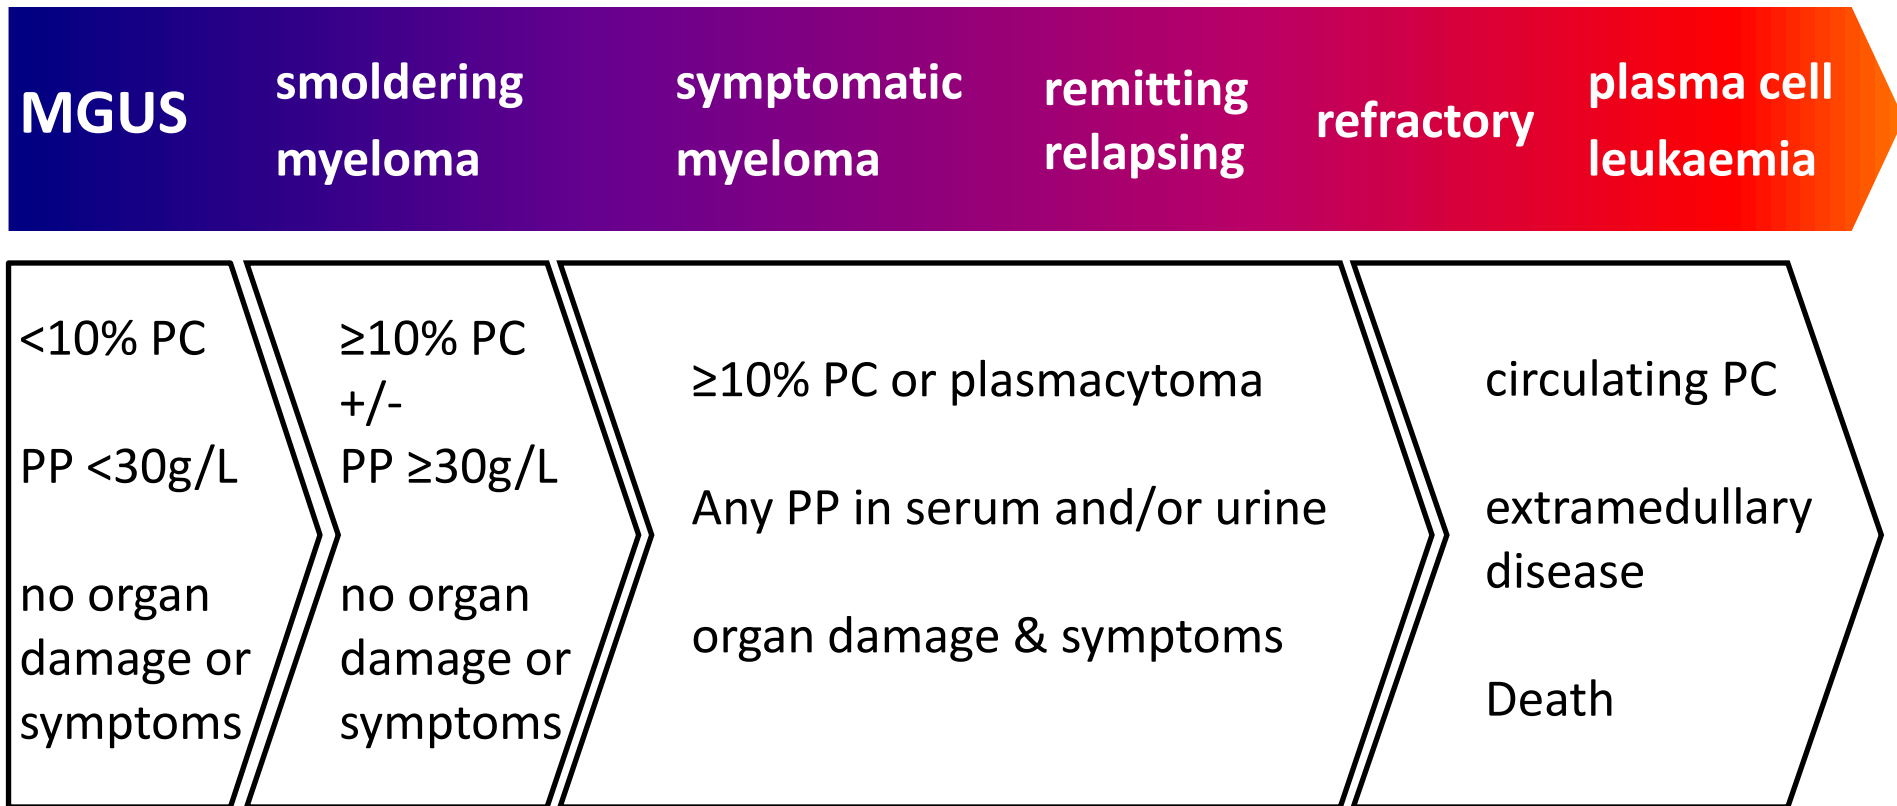 MGUS
smoldering
myeloma
symptomatic
myeloma
remitting
relapsing
refractory
plasma cell
leukaemia
<10% PC
PP <30g/L
no organ
damage or
symptoms
≥10% PC
+/-
PP ≥30g/L
no organ
damage or
symptoms
≥10% PC or plasmacytoma
Any PP in serum and/or urine
organ damage & symptoms
circulating PC
extramedullary
disease
Death